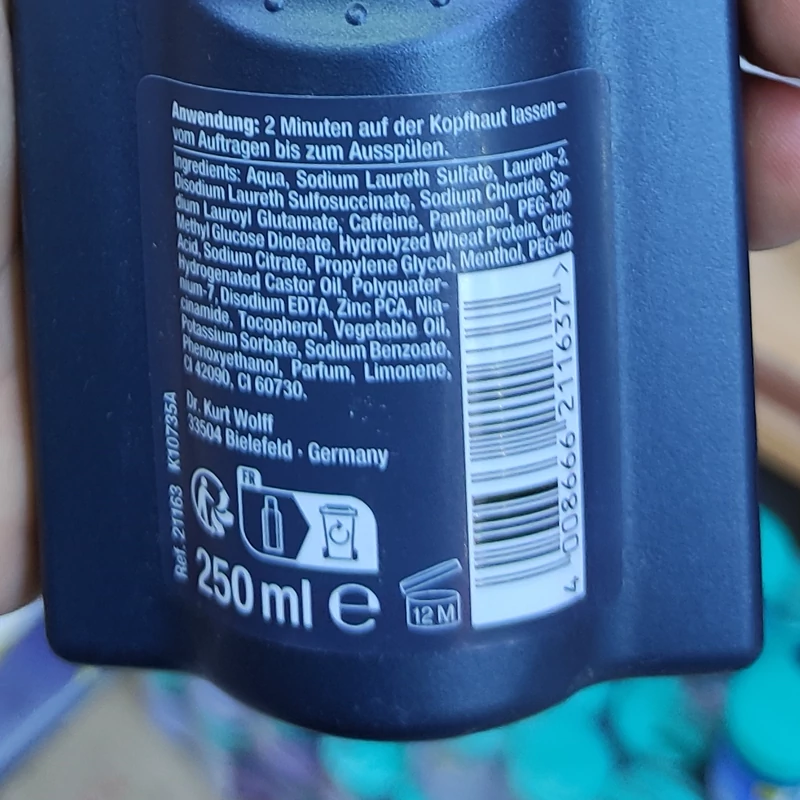 Anwendung: 2 Minuten auf der Kopfhaut lassen-
vom Auftragen bis zum Ausspülen.
Ingredients: Aqua, Sodium Laureth Sulfate, Laureth-2,
Disodium Laureth Sulfosuccinate, Sodium Chloride, So-
dium Lauroyl Glutamate, Caffeine, Panthenol, PEG-120
Methyl Glucose Dioleate, Hydrolyzed Wheat Protein, Citric
Acid, Sodium Citrate, Propylene Glycol, Menthol, PEG-40
Hydrogenated Castor Oil, Polyquater-
nium-7, Disodium EDTA, Zinc PCA, Nia-
cinamide, Tocopherol, Vegetable Oil,
Potassium Sorbate, Sodium Benzoate,
Phenoxyethanol, Parfum, Limonene,
CI 42090, CI 60730.
Dr. Kurt Wolff
33504 Bielefeld · Germany
Ref. 21163 K10735A
FR
250 ml e
12 M
4 008666 211637 >